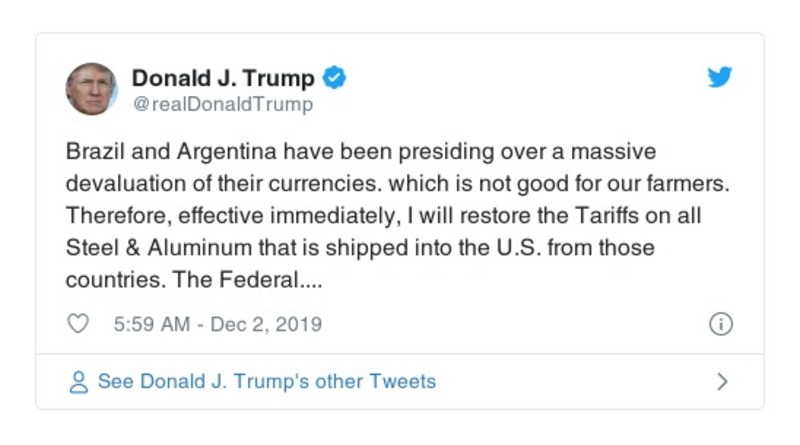 Donald J. Trump
@realDonaldTrump
Brazil and Argentina have been presiding over a massive
devaluation of their currencies. which is not good for our farmers.
Therefore, effective immediately, I will restore the Tariffs on all
Steel & Aluminum that is shipped into the U.S. from those
countries. The Federal....
5:59 AM - Dec 2, 2019
See Donald J. Trump's other Tweets